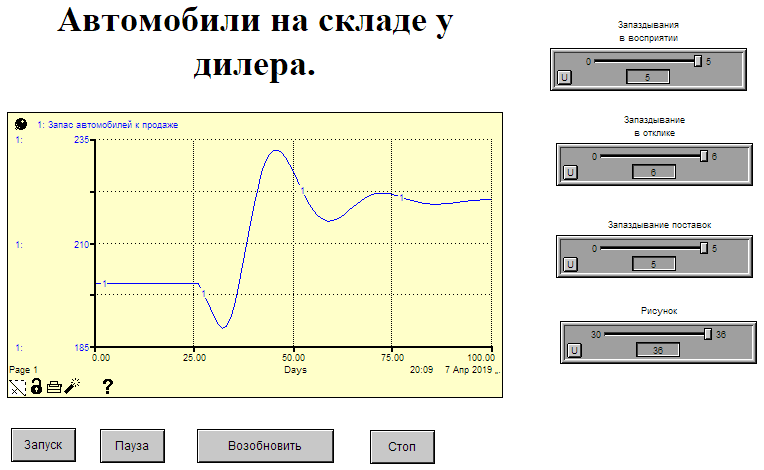 Автомобили на складе у
дилера.
1: Запас автомобилей к продаже
1:
235
1:
210
1:
185
1
1
1
1
0.00
25.00
50.00
75.00
100.00
Page 1
Days
20:09
7 Апр 2019 „.
?
Запуск
Пауза
Возобновить
Стоп
Запаздывания
в восприятии
0
5
U
5
Запаздывание
в отклике
0
6
U
6
Запаздывание поставок
0
5
U
5
Рисунок
30
36
U
36